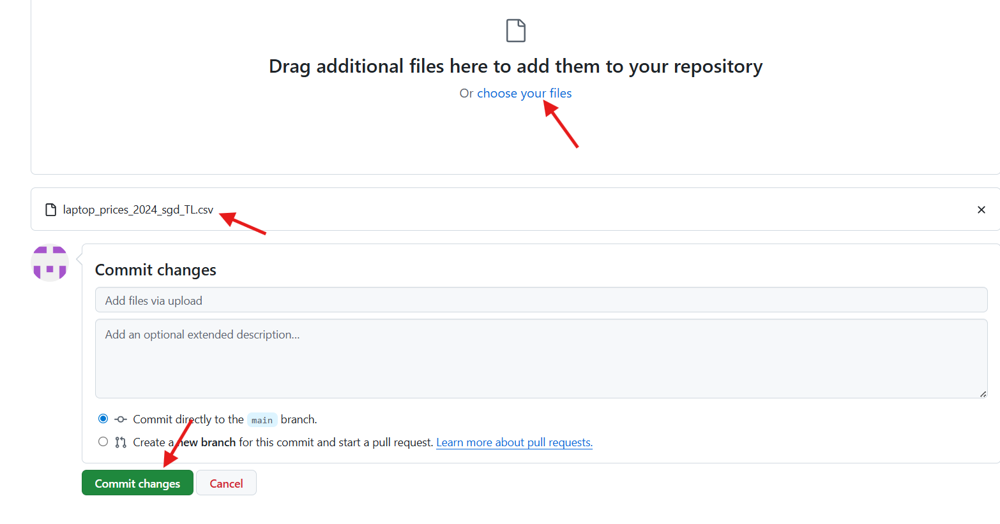 Drag additional files here to add them to your repository
Or choose your files
laptop_prices_2024_sgd_TL.csv
Commit changes
Add files via upload
Add an optional extended description...
Commit directly to the main branch.
Create a new branch for this commit and start a pull request. Learn more about pull requests.
Commit changes Cancel